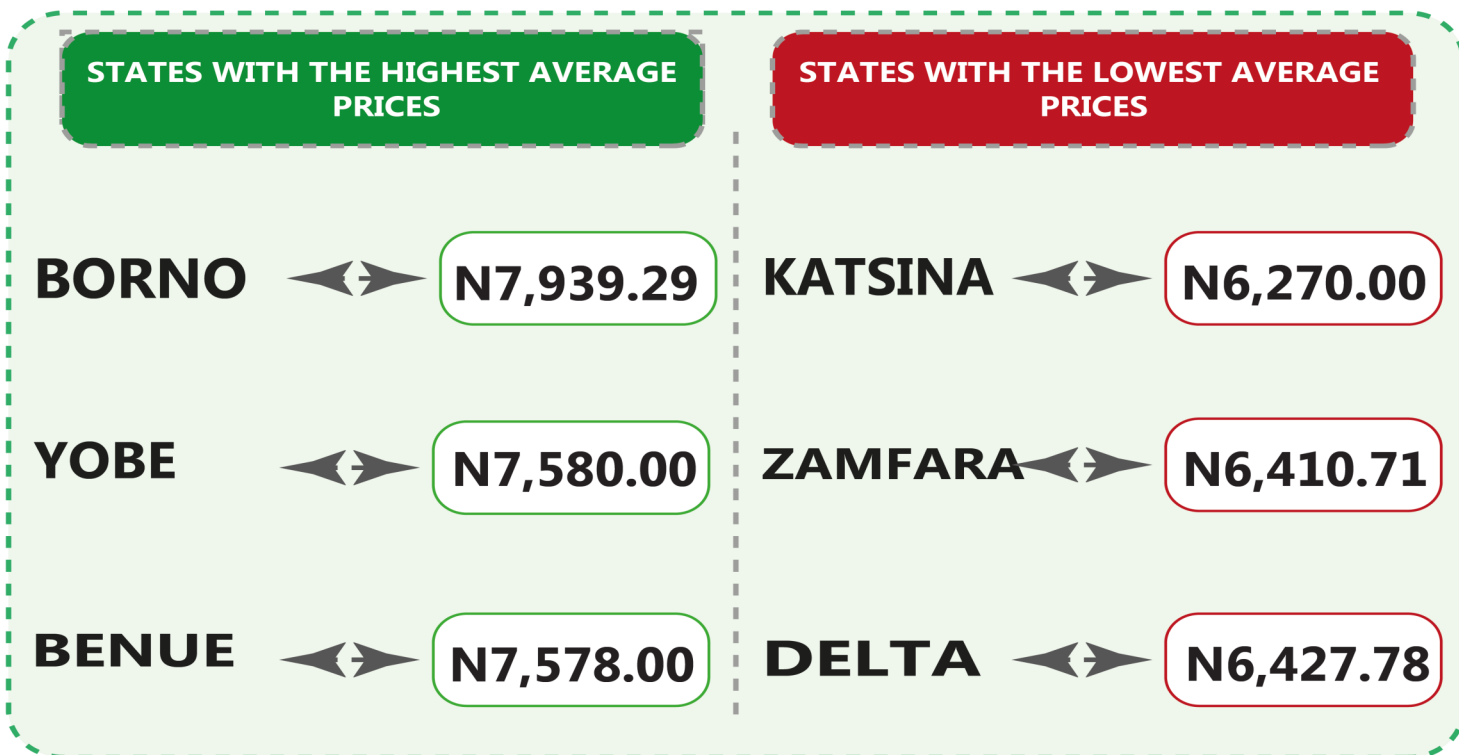 STATES WITH THE HIGHEST AVERAGE
PRICES
BORNO N7,939.29
YOBE N7,580.00
BENUE N7,578.00
STATES WITH THE LOWEST AVERAGE
PRICES
KATSINA N6,270.00
ZAMFARA N6,410.71
DELTA N6,427.78